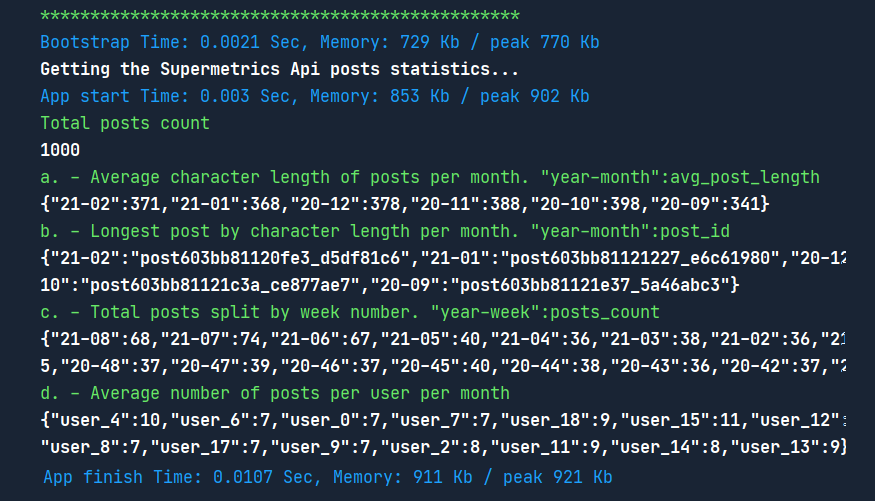 ************************************************
Bootstrap Time: 0.0021 Sec, Memory: 729 Kb / peak 770 Kb
Getting the Supermetrics Api posts statistics...
App start Time: 0.003 Sec, Memory: 853 Kb / peak 902 Kb
Total posts count
1000
a. - Average character length of posts per month. "year-month":avg_post_length
{"21-02":371,"21-01":368,"20-12":378,"20-11":388,"20-10":398,"20-09":341}
b. - Longest post by character length per month. "year-month":post_id
{"21-02":"post603bb81120fe3_d5df81c6","21-01":"post603bb81121227_e6c61980","20-12
10":"post603bb81121c3a_ce877ae7","20-09":"post603bb81121e37_5a46abc3"}
c. - Total posts split by week number. "year-week":posts_count
{"21-08":68,"21-07":74,"21-06":67,"21-05":40,"21-04":36,"21-03":38,"21-02":36,"21
5,"20-48":37,"20-47":39,"20-46":37,"20-45":40,"20-44":38,"20-43":36,"20-42":37,"2
d. - Average number of posts per user per month
{"user_4":10,"user_6":7,"user_0":7,"user_7":7,"user_18":9,"user_15":11,"user_12":
"user_8":7,"user_17":7,"user_9":7,"user_2":8,"user_11":9,"user_14":8,"user_13":9}
App finish Time: 0.0107 Sec, Memory: 911 Kb / peak 921 Kb